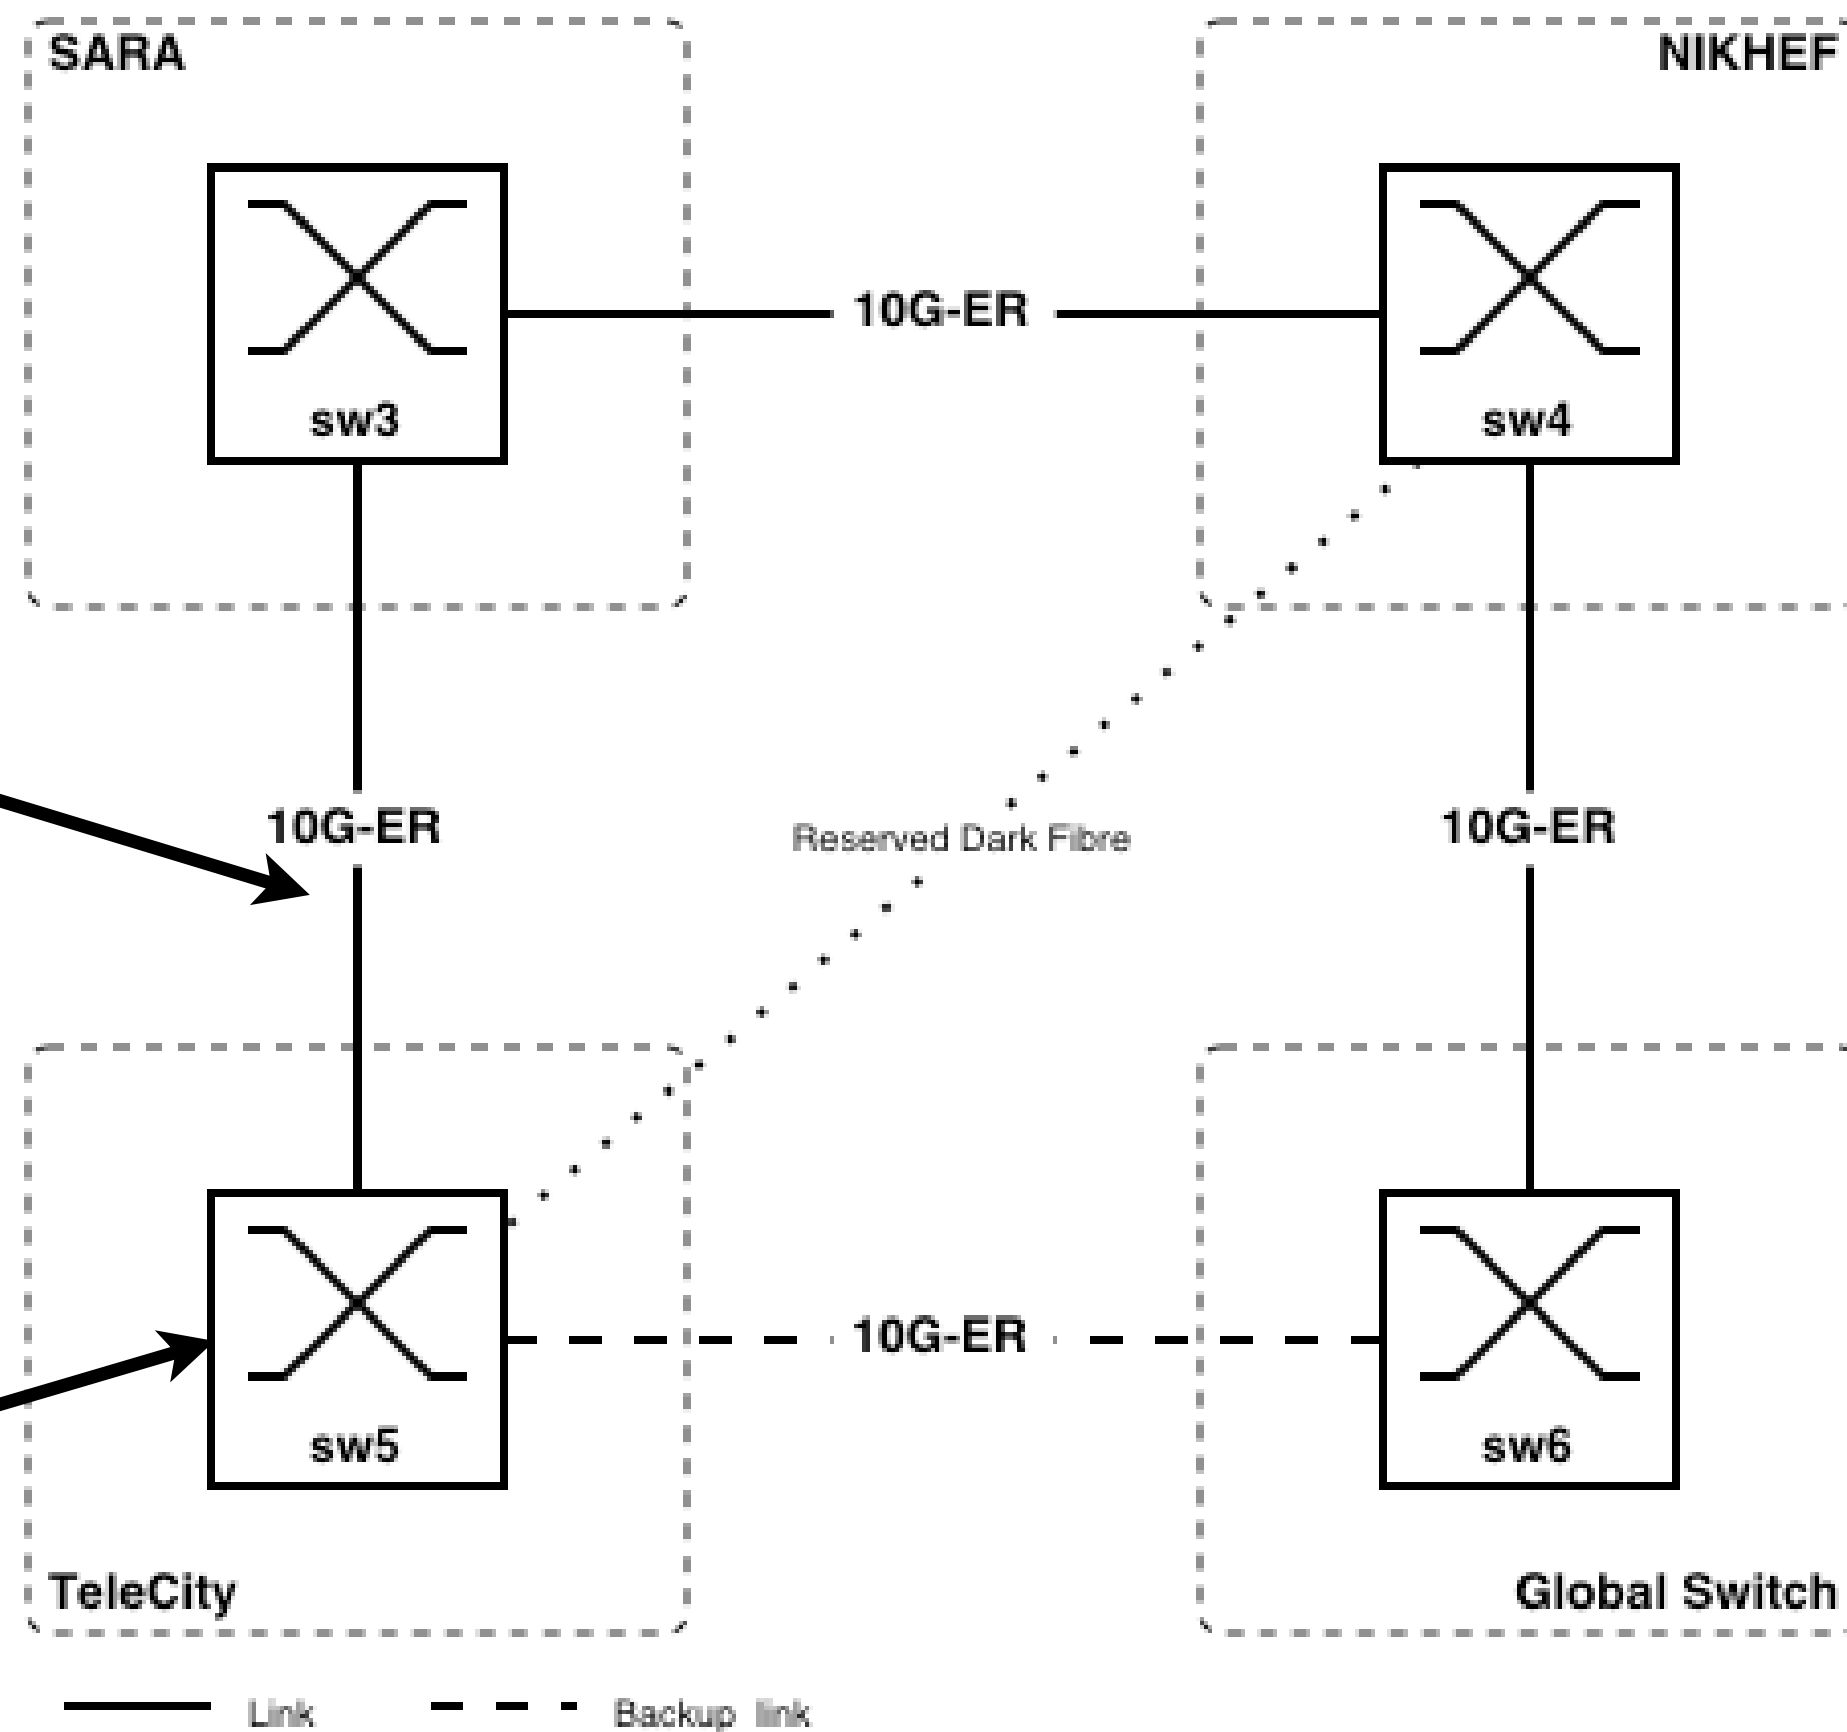 SARA
NIKHEF
10G-ER
sw3
sw4
10G-ER
10G-ER
Reserved Dark Fibre
10G-ER
sw5
sw6
TeleCity
Global Switch
Link
Backup link